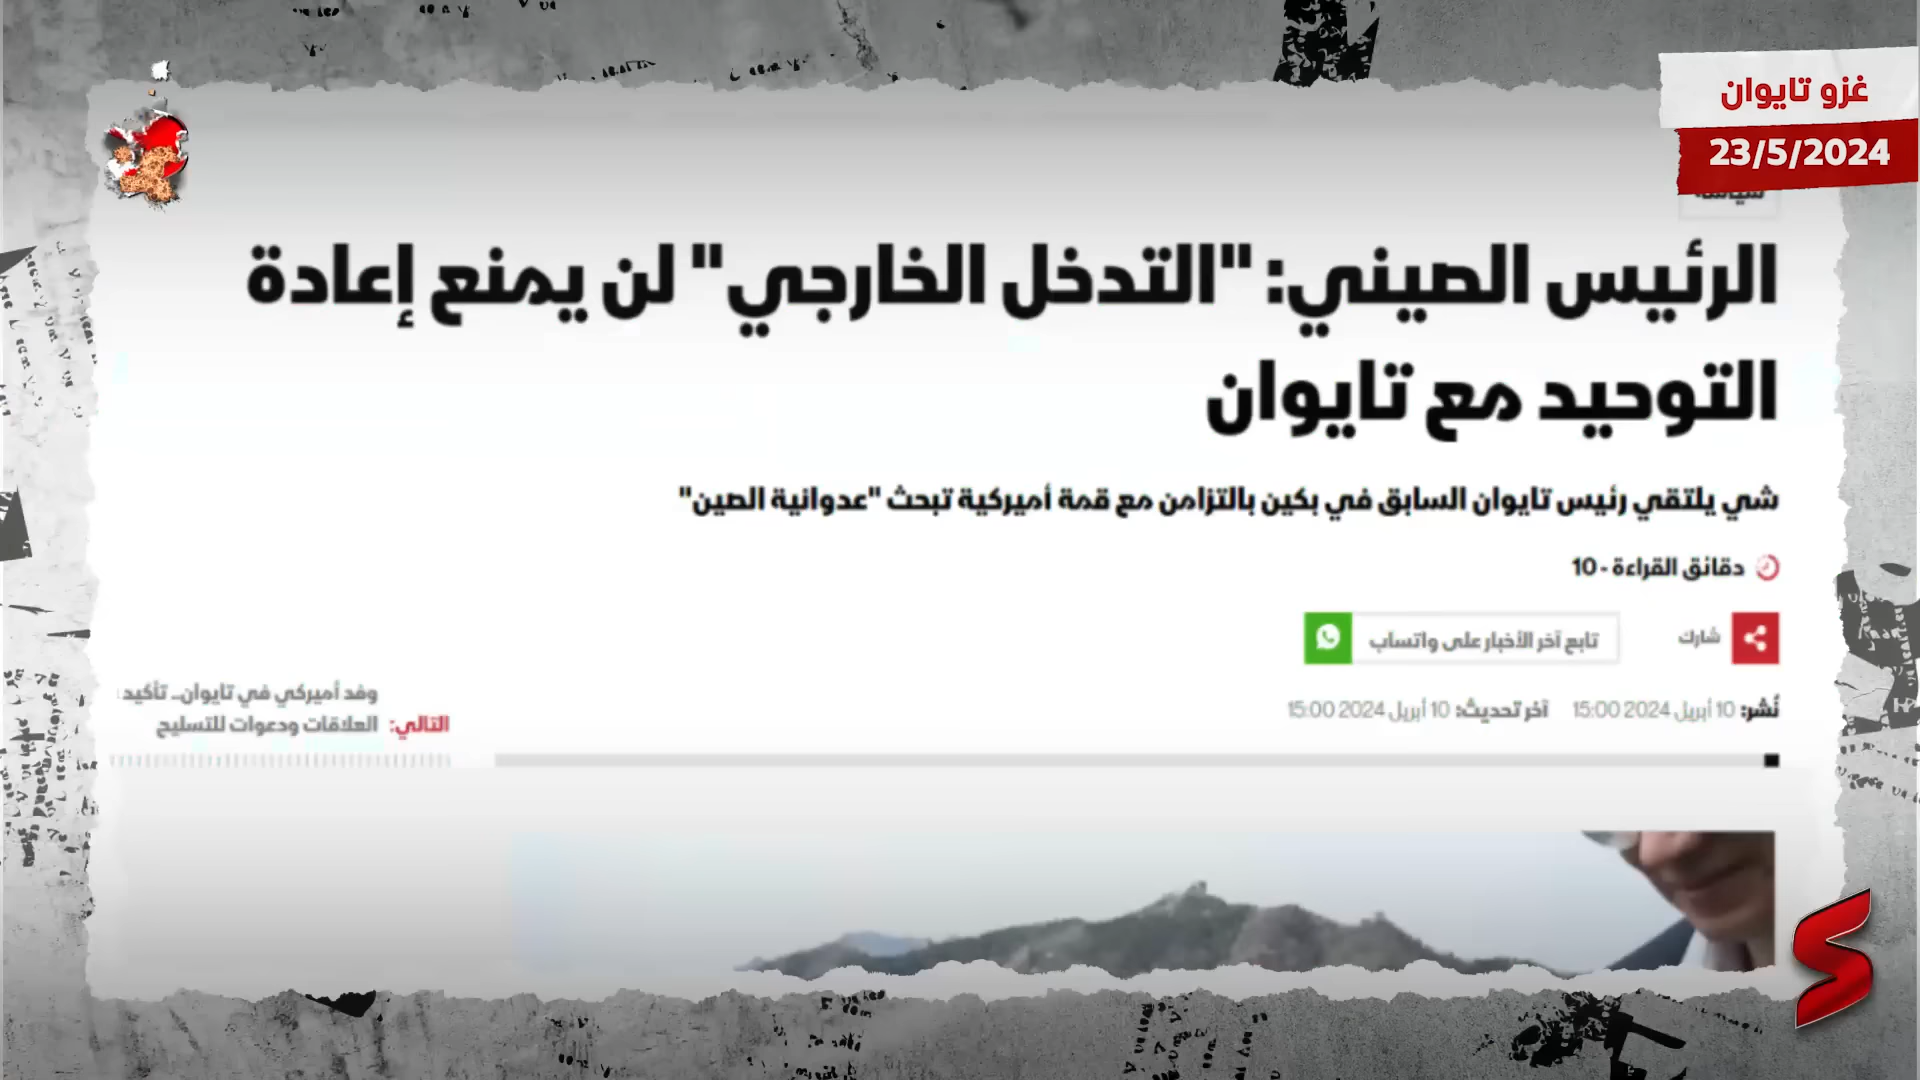 غزو تايوان
23/5/2024
سياسة
الرئيس الصيني: "التدخل الخارجي" لن يمنع إعادة
التوحيد مع تايوان
شي يلتقي رئيس تايوان السابق في بكين بالتزامن مع قمة أميركية تبحث "عدوانية الصين"
دقائق القراءة - 10
شارك
تابع آخر الأخبار على واتساب
نُشر: 10 أبريل 2024 15:00 آخر تحديث: 10 أبريل 2024 15:00
وفد أميركي في تايوان.. تأكيد
التالي: العلاقات ودعوات للتسليح